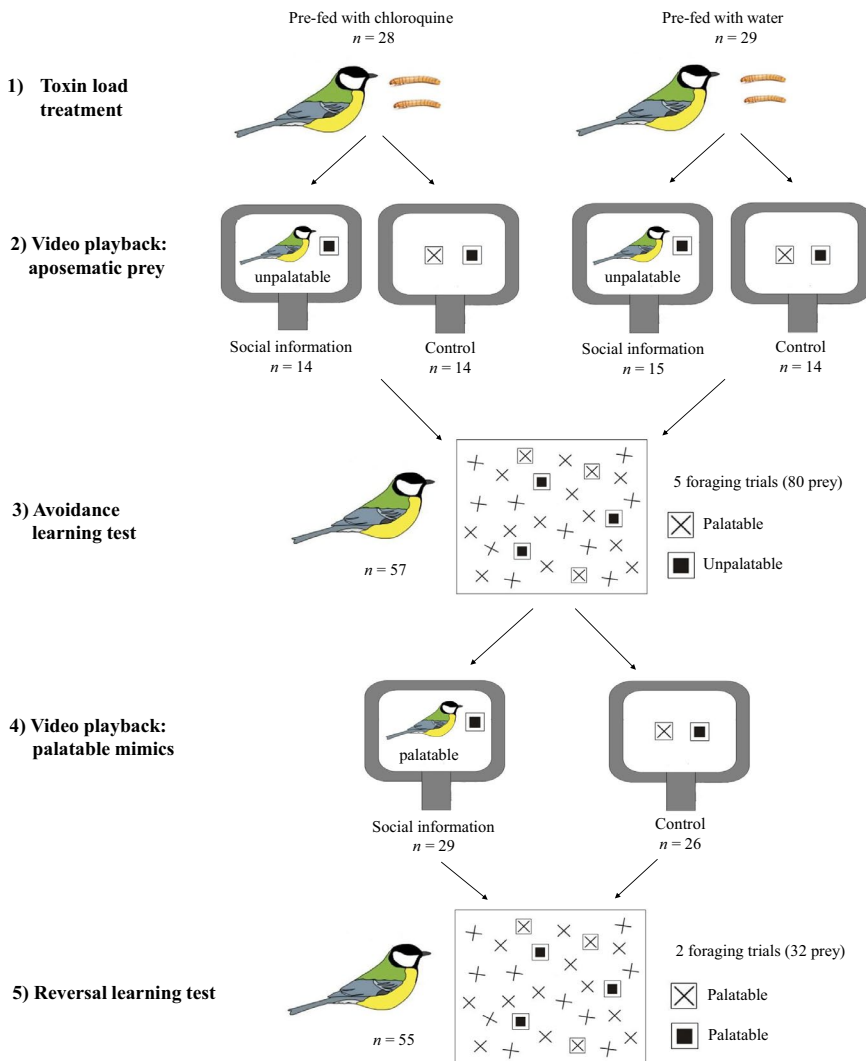 Pre-fed with chloroquine
n = 28
Pre-fed with water
n = 29
1) Toxin load
treatment
2) Video playback:
aposematic prey
unpalatable
unpalatable
Social information
n = 14
Control
n = 14
Social information
n = 15
Control
n = 14
3) Avoidance
learning test
n = 57
5 foraging trials (80 prey)
Palatable
Unpalatable
4) Video playback:
palatable mimics
palatable
Social information
n = 29
Control
n = 26
5) Reversal learning test
n = 55
2 foraging trials (32 prey)
Palatable
Palatable